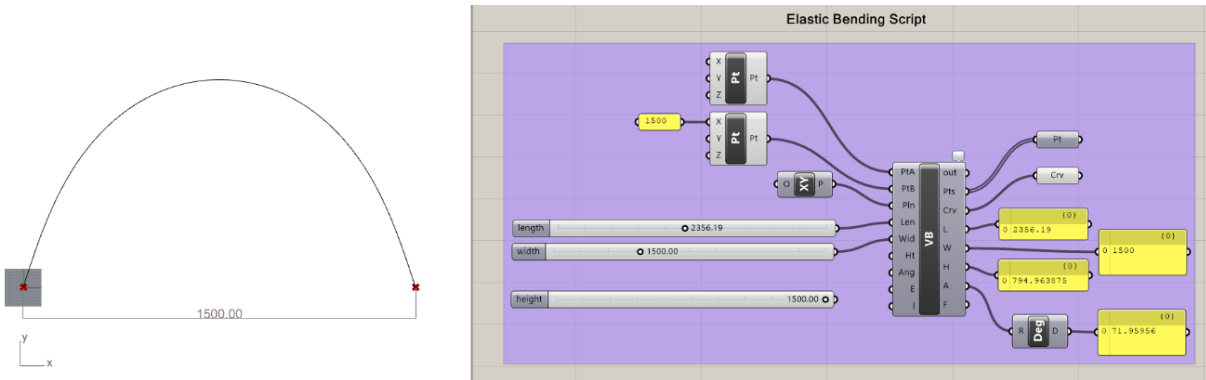 Elastic Bending Script
1500.00
y
x
X
Y
Z
Pt
Pt
1500
X
Y
Z
Pt
Pt
O
XY
P
length
2356.19
width
1500.00
height
1500.00
PtA
PtB
Pln
Len
Wid
Ht
Ang
E
I
VB
out
Pts
Crv
L
W
H
A
F
Pt
Crv
{0}
0 2356.19
{0}
0 1500
{0}
0 794.963875
R
Deg
D
{0}
0 71.95956